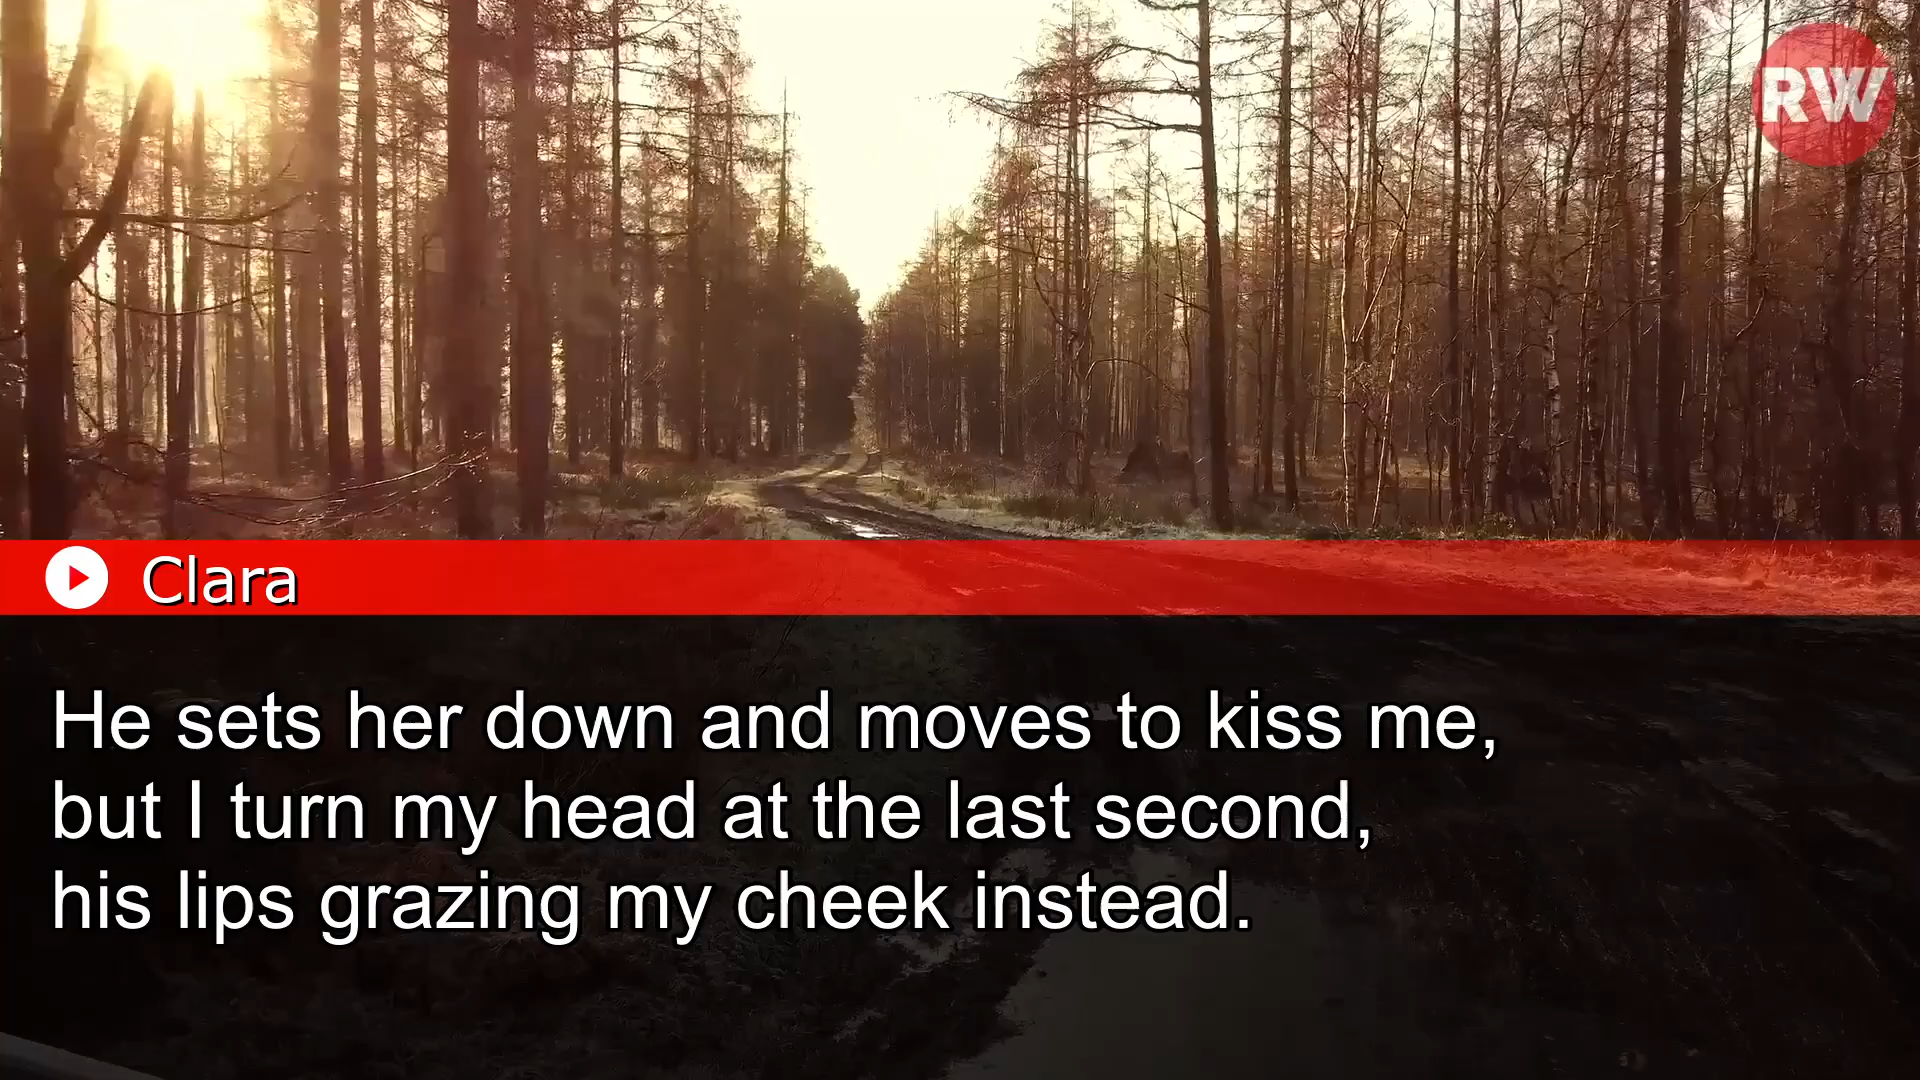 RW
Clara
He sets her down and moves to kiss me,
but I turn my head at the last second,
his lips grazing my cheek instead.